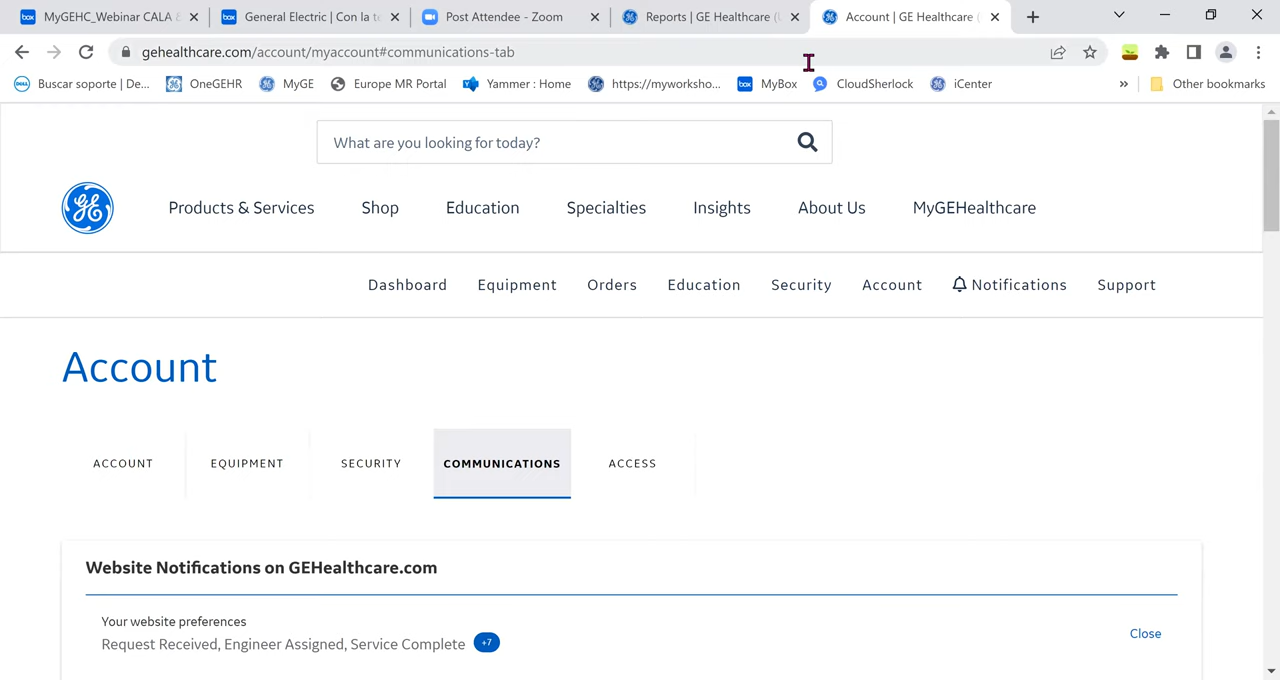 MyGEHC_Webinar CALA
General Electric | Con la t
Post Attendee - Zoom
Reports | GE Healthcare (
Account | GE Healthcare (
gehealthcare.com/account/myaccount#communications-tab
Buscar soporte | De...
OneGEHR
MyGE
Europe MR Portal
Yammer : Home
https://myworksho...
MyBox
CloudSherlock
iCenter
»
Other bookmarks
What are you looking for today?
Products & Services
Shop
Education
Specialties
Insights
About Us
MyGEHealthcare
Dashboard
Equipment
Orders
Education
Security
Account
Notifications
Support
Account
ACCOUNT
EQUIPMENT
SECURITY
COMMUNICATIONS
ACCESS
Website Notifications on GEHealthcare.com
Your website preferences
Request Received, Engineer Assigned, Service Complete +7
Close